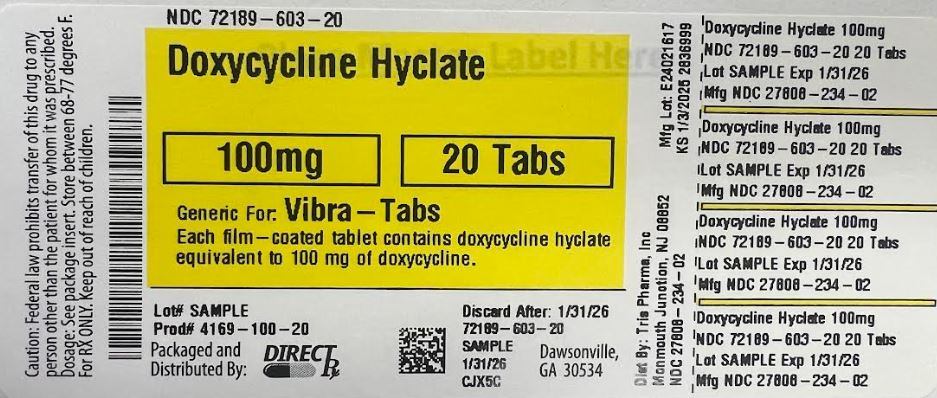 Caution: Federal law prohibits transfer of this drug to any
person other than the patient for whom it was prescribed.
Dosage: See package insert. Store between 68-77 degrees F.
For RX ONLY. Keep out of reach of children.
NDC 72189-603-20
Doxycycline Hyclate
100mg
20 Tabs
Generic For: Vibra-Tabs
Each film-coated tablet contains doxycycline hyclate
equivalent to 100 mg of doxycycline.
Lot# SAMPLE
Prod# 4169-100-20
Packaged and
Distributed By:
DIRECT Rx
Discard After: 1/31/26
72189-603-20
SAMPLE
1/31/26
CJX5C
Dawsonville,
GA 30534
Mfg Lot: E24021617
KS 1/3/2025 2836999
Dist By: Tris Pharma, Inc
Monmouth Junction, NJ 08852
NDC 27808-234-02
Doxycycline Hyclate 100mg
NDC 72189-603-20 20 Tabs
Lot SAMPLE Exp 1/31/26
Mfg NDC 27808-234-02
Doxycycline Hyclate 100mg
NDC 72189-603-20 20 Tabs
Lot SAMPLE Exp 1/31/26
Mfg NDC 27808-234-02
Doxycycline Hyclate 100mg
NDC 72189-603-20 20 Tabs
Lot SAMPLE Exp 1/31/26
Mfg NDC 27808-234-02
Doxycycline Hyclate 100mg
NDC 72189-603-20 20 Tabs
Lot SAMPLE Exp 1/31/26
Mfg NDC 27808-234-02